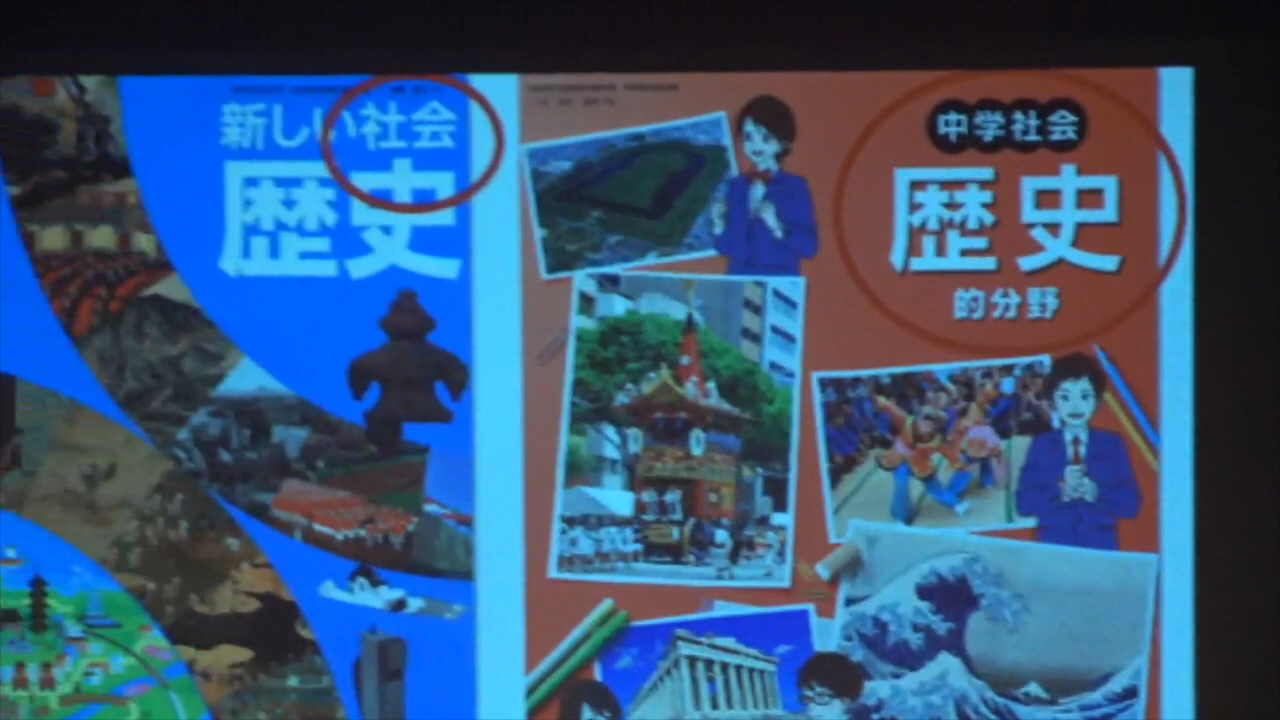 新しい社会
歴史
中学社会
歴史
的分野